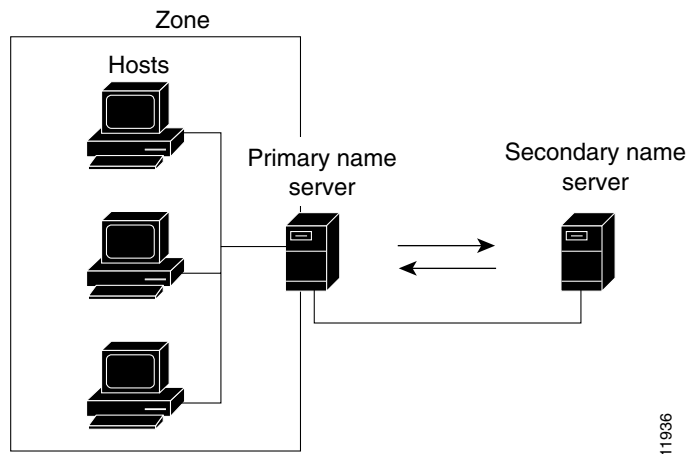 Zone
Hosts
Primary name
server
Secondary name
server
11936